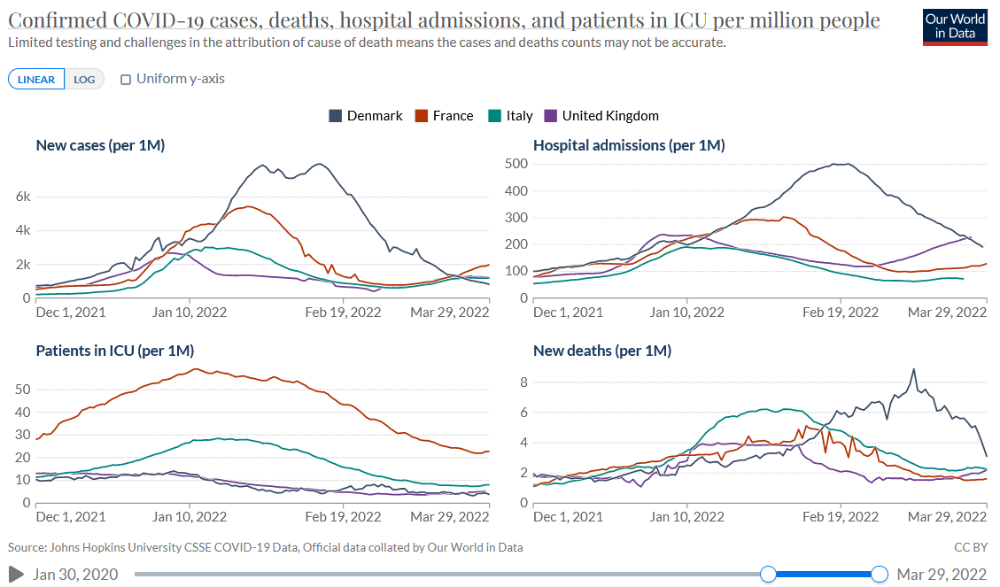 Confirmed COVID-19 cases, deaths, hospital admissions, and patients in ICU per million people
Limited testing and challenges in the attribution of cause of death means the cases and deaths counts may not be accurate.
Our World
in Data
LINEAR LOG Uniform y-axis
Denmark France Italy United Kingdom
New cases (per 1M)
6k
4k
2k
0
Dec 1, 2021 Jan 10, 2022 Feb 19, 2022 Mar 29, 2022
Hospital admissions (per 1M)
500
400
300
200
100
0
Dec 1, 2021 Jan 10, 2022 Feb 19, 2022 Mar 29, 2022
Patients in ICU (per 1M)
50
40
30
20
10
0
Dec 1, 2021 Jan 10, 2022 Feb 19, 2022 Mar 29, 2022
New deaths (per 1M)
8
6
4
2
0
Dec 1, 2021 Jan 10, 2022 Feb 19, 2022 Mar 29, 2022
Source: Johns Hopkins University CSSE COVID-19 Data, Official data collated by Our World in Data
CC BY
Jan 30, 2020 Mar 29, 2022